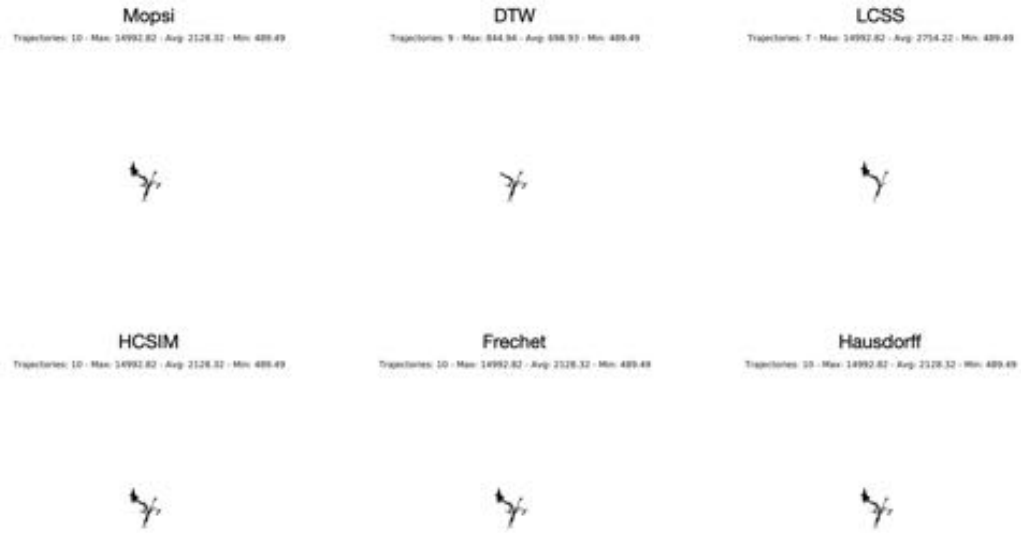 Mopsi
Trajectories: 10 - Max: 14992.82 - Avg: 2128.32 - Min: 489.49
DTW
Trajectories: 9 - Max: 844.94 - Avg: 698.93 - Min: 489.49
LCSS
Trajectories: 7 - Max: 14992.82 - Avg: 2754.22 - Min: 489.49
HCSIM
Trajectories: 10 - Max: 14992.82 - Avg: 2128.32 - Min: 489.49
Frechet
Trajectories: 10 - Max: 14992.82 - Avg: 2128.32 - Min: 489.49
Hausdorff
Trajectories: 10 - Max: 14992.82 - Avg: 2128.32 - Min: 489.49